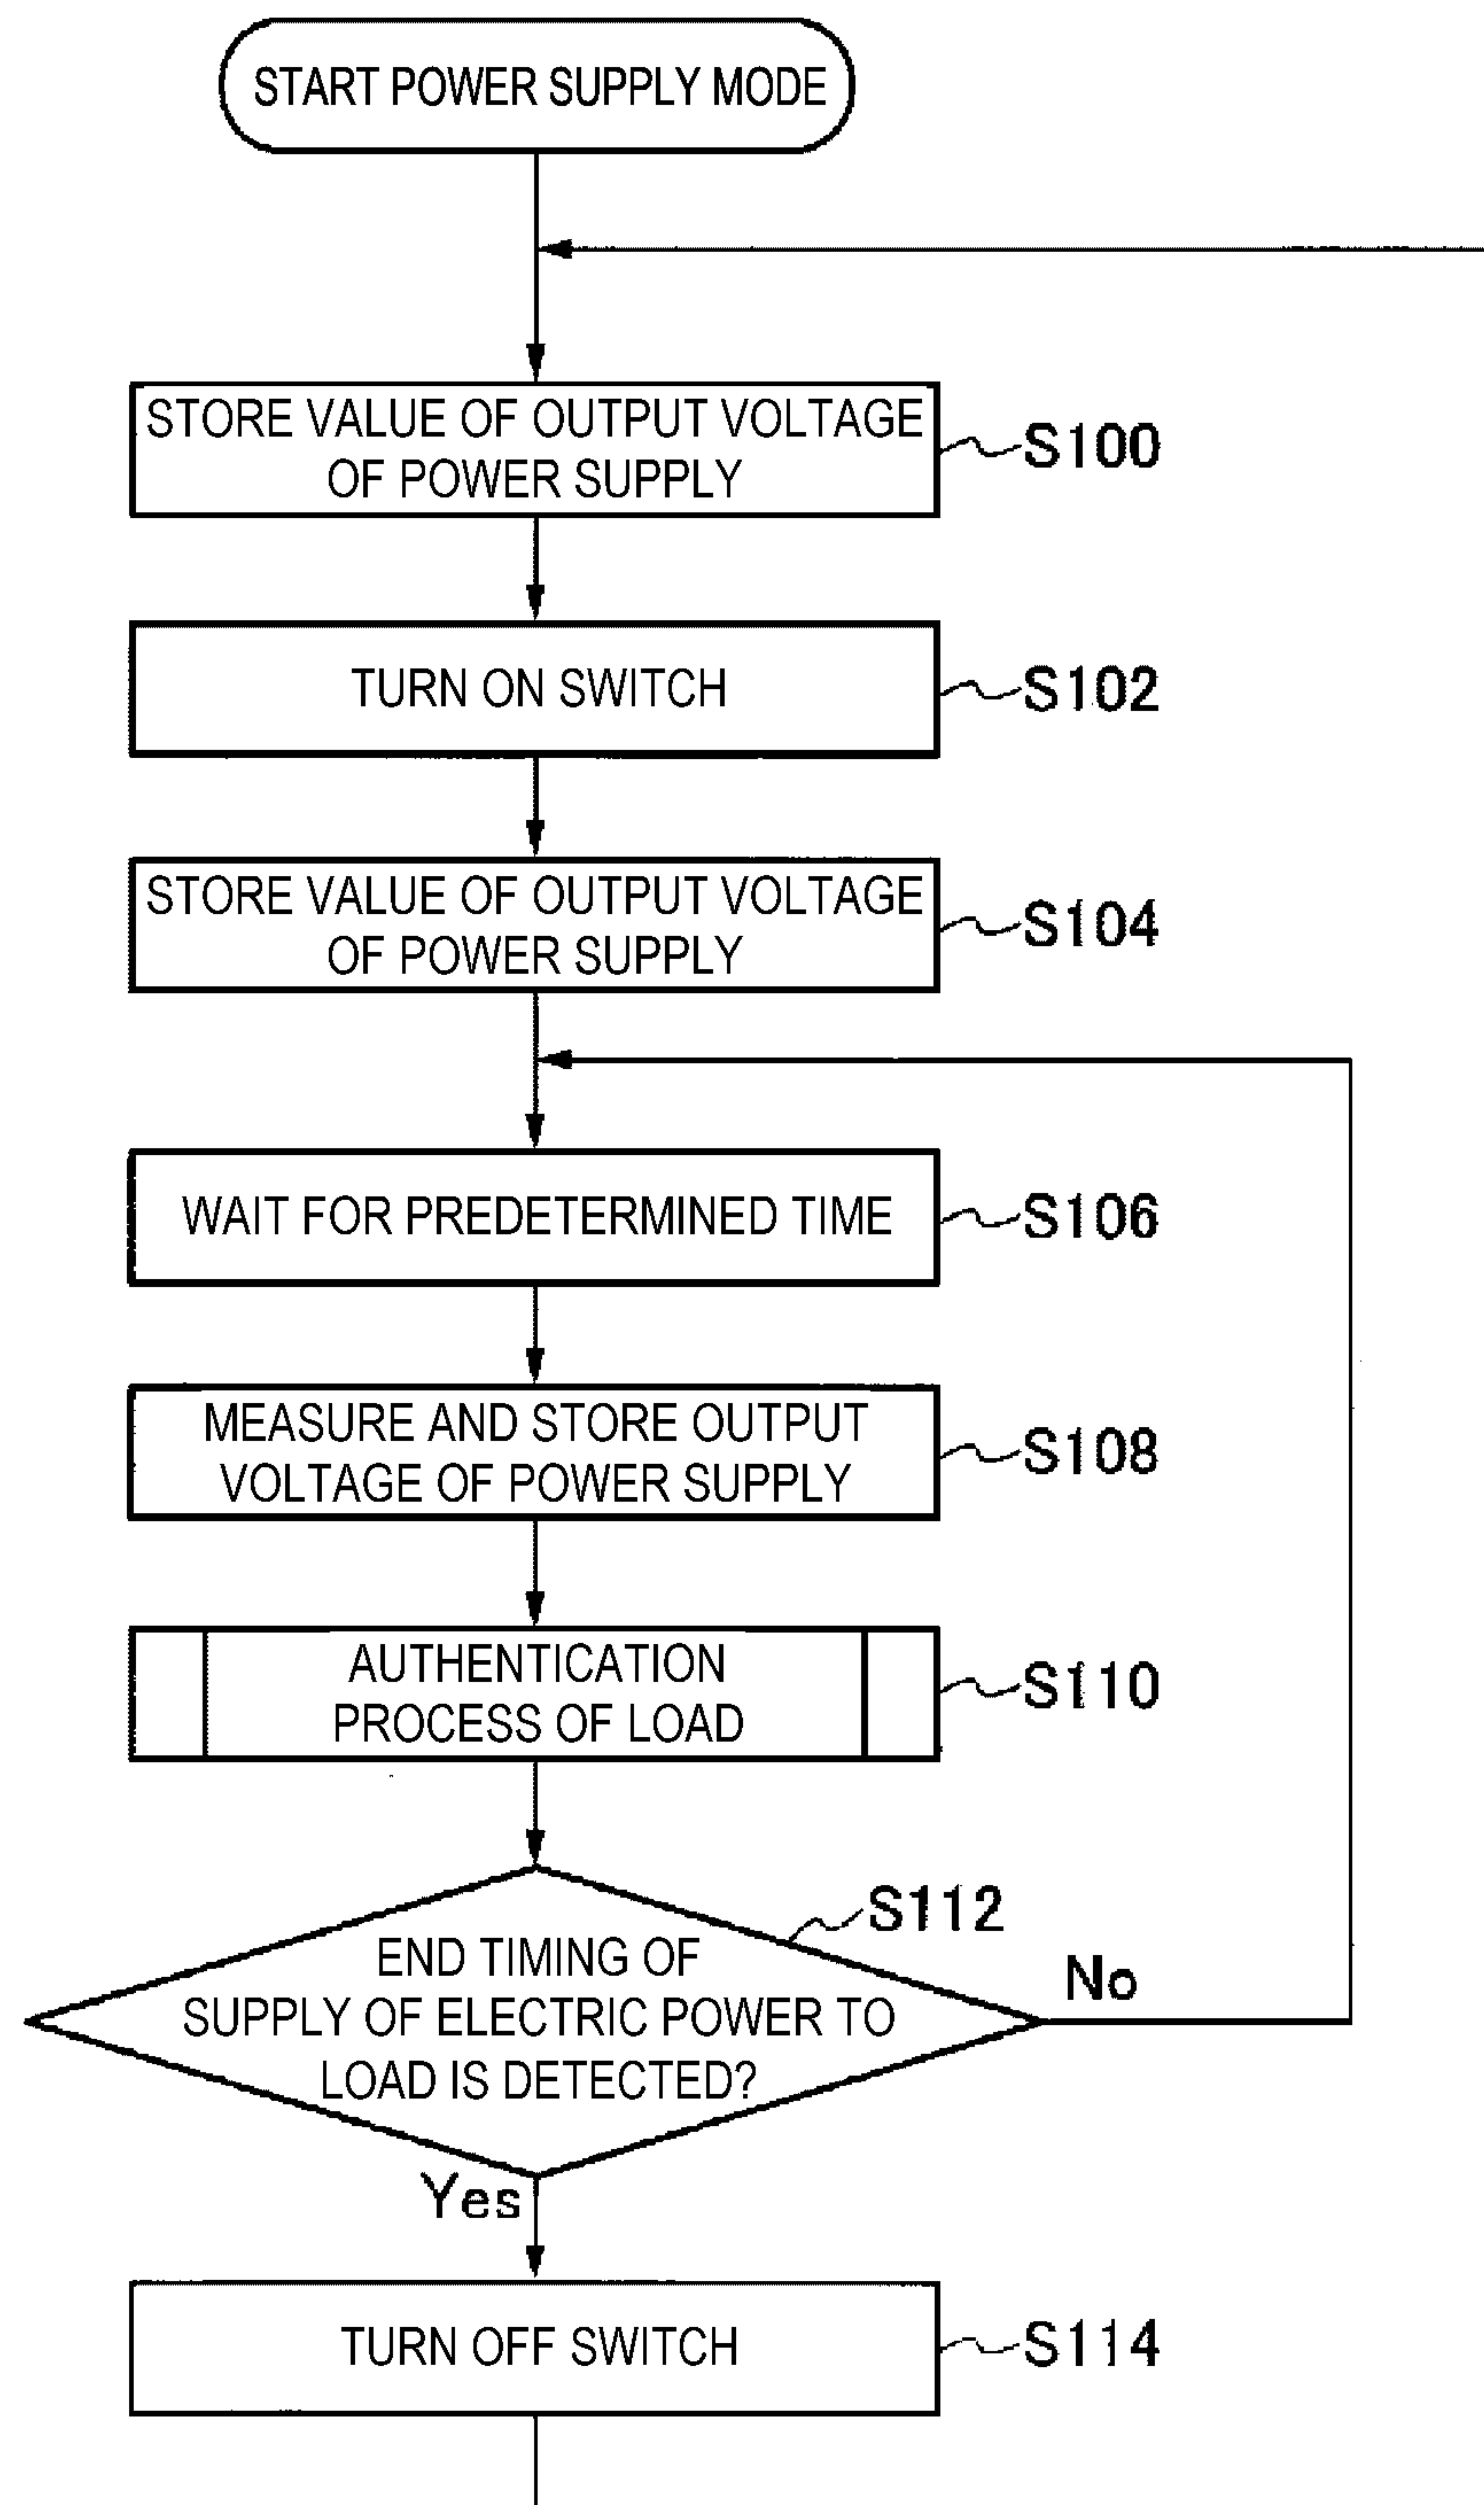 START POWER SUPPLY MODE
STORE VALUE OF OUTPUT VOLTAGE
OF POWER SUPPLY
S100
TURN ON SWITCH
S102
STORE VALUE OF OUTPUT VOLTAGE
OF POWER SUPPLY
S104
WAIT FOR PREDETERMINED TIME
S106
MEASURE AND STORE OUTPUT
VOLTAGE OF POWER SUPPLY
S108
AUTHENTICATION
PROCESS OF LOAD
S110
S112
END TIMING OF
SUPPLY OF ELECTRIC POWER TO
LOAD IS DETECTED?
No
Yes
TURN OFF SWITCH
S114